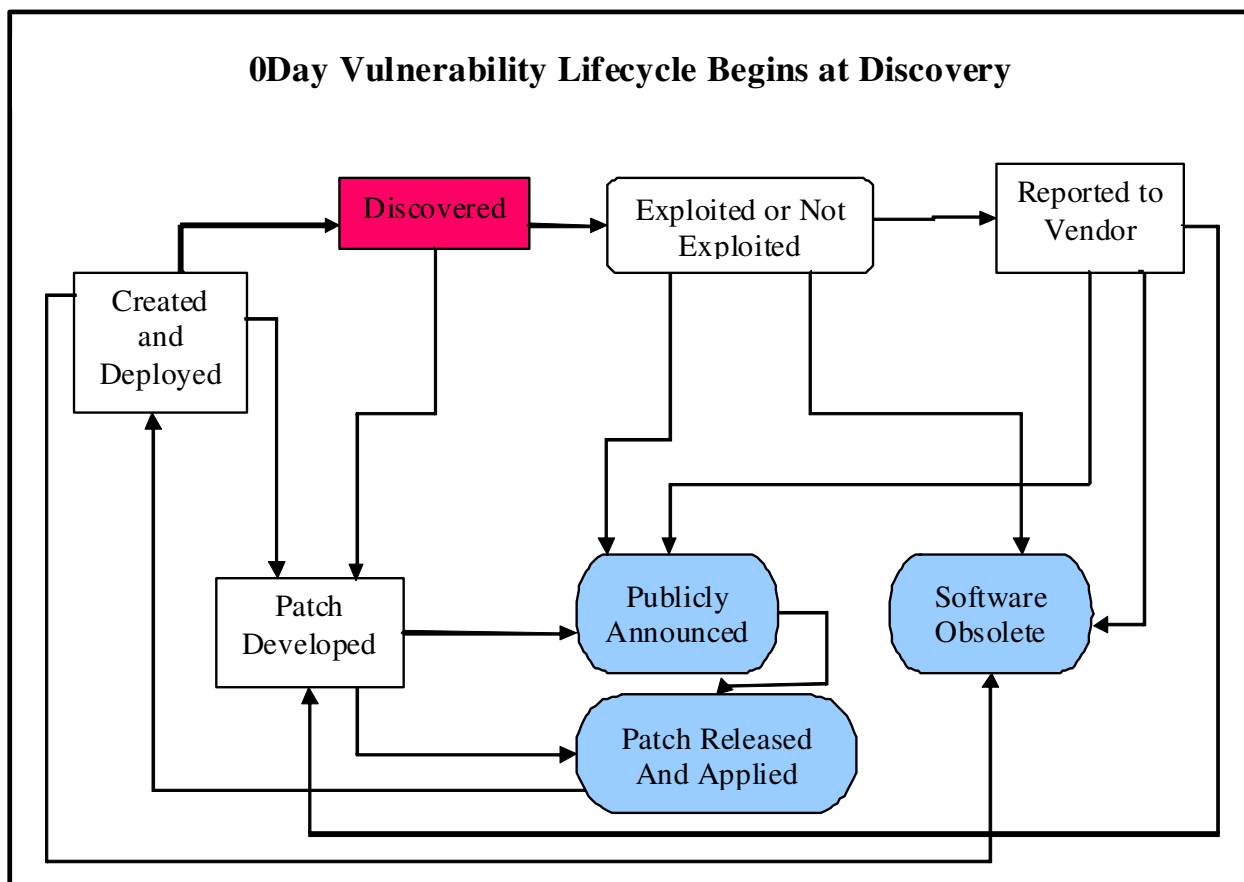 0Day Vulnerability Lifecycle Begins at Discovery
Discovered
Exploited or Not
Exploited
Reported to
Vendor
Created
and
Deployed
Patch
Developed
Publicly
Announced
Software
Obsolete
Patch Released
And Applied